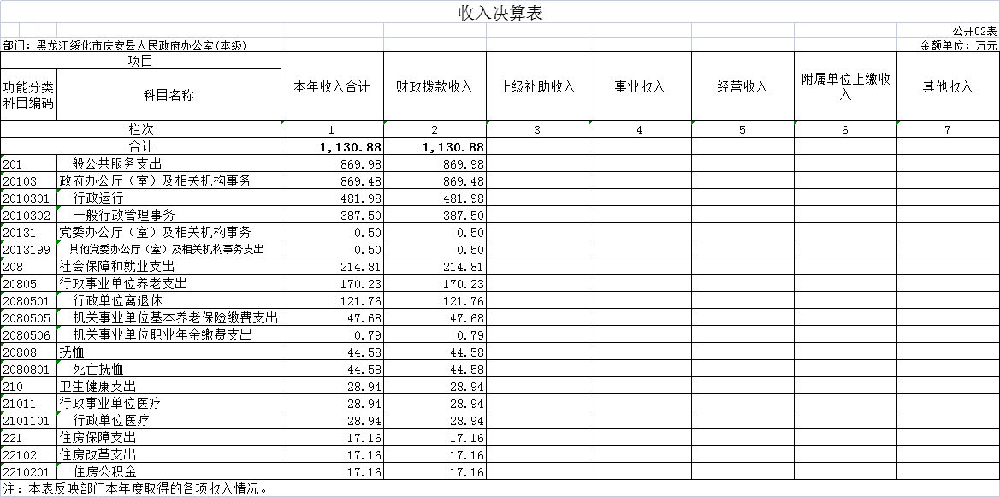 收入决算表
公开02表
部门：黑龙江绥化市庆安县人民政府办公室(本级) 金额单位：万元
项目 本年收入合计 财政拨款收入 上级补助收入 事业收入 经营收入 附属单位上缴收入 其他收入
功能分类科目编码 科目名称
栏次 1 2 3 4 5 6 7
合计 1,130.88 1,130.88
201 一般公共服务支出 869.98 869.98
20103 政府办公厅（室）及相关机构事务 869.48 869.48
2010301 行政运行 481.98 481.98
2010302 一般行政管理事务 387.50 387.50
20131 党委办公厅（室）及相关机构事务 0.50 0.50
2013199 其他党委办公厅（室）及相关机构事务支出 0.50 0.50
208 社会保障和就业支出 214.81 214.81
20805 行政事业单位养老支出 170.23 170.23
2080501 行政单位离退休 121.76 121.76
2080505 机关事业单位基本养老保险缴费支出 47.68 47.68
2080506 机关事业单位职业年金缴费支出 0.79 0.79
20808 抚恤 44.58 44.58
2080801 死亡抚恤 44.58 44.58
210 卫生健康支出 28.94 28.94
21011 行政事业单位医疗 28.94 28.94
2101101 行政单位医疗 28.94 28.94
221 住房保障支出 17.16 17.16
22102 住房改革支出 17.16 17.16
2210201 住房公积金 17.16 17.16
注：本表反映部门本年度取得的各项收入情况。